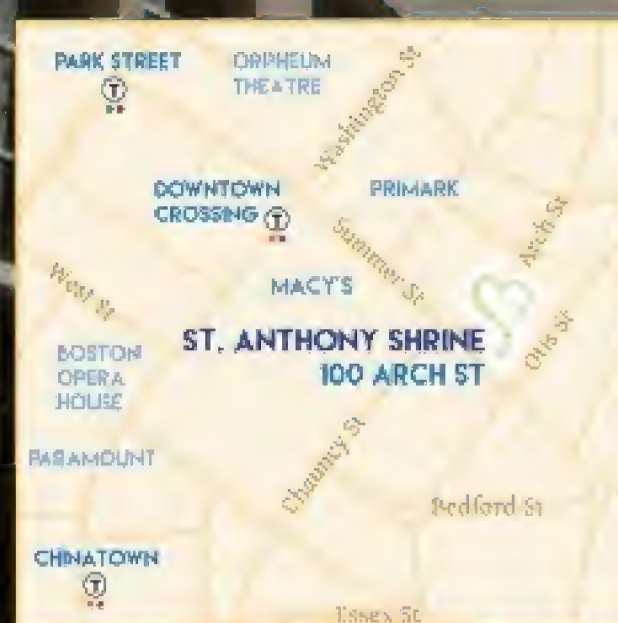 PARK STREET
T
ORPHEUM
THEATRE
Washington St
DOWNTOWN
CROSSING T
PRIMARK
Arch St
Summer St
West St
MACY'S
ST. ANTHONY SHRINE
100 ARCH ST
Otis St
BOSTON
OPERA
HOUSE
PARAMOUNT
Chauncy St
Bedford St
CHINATOWN
T
Essex St